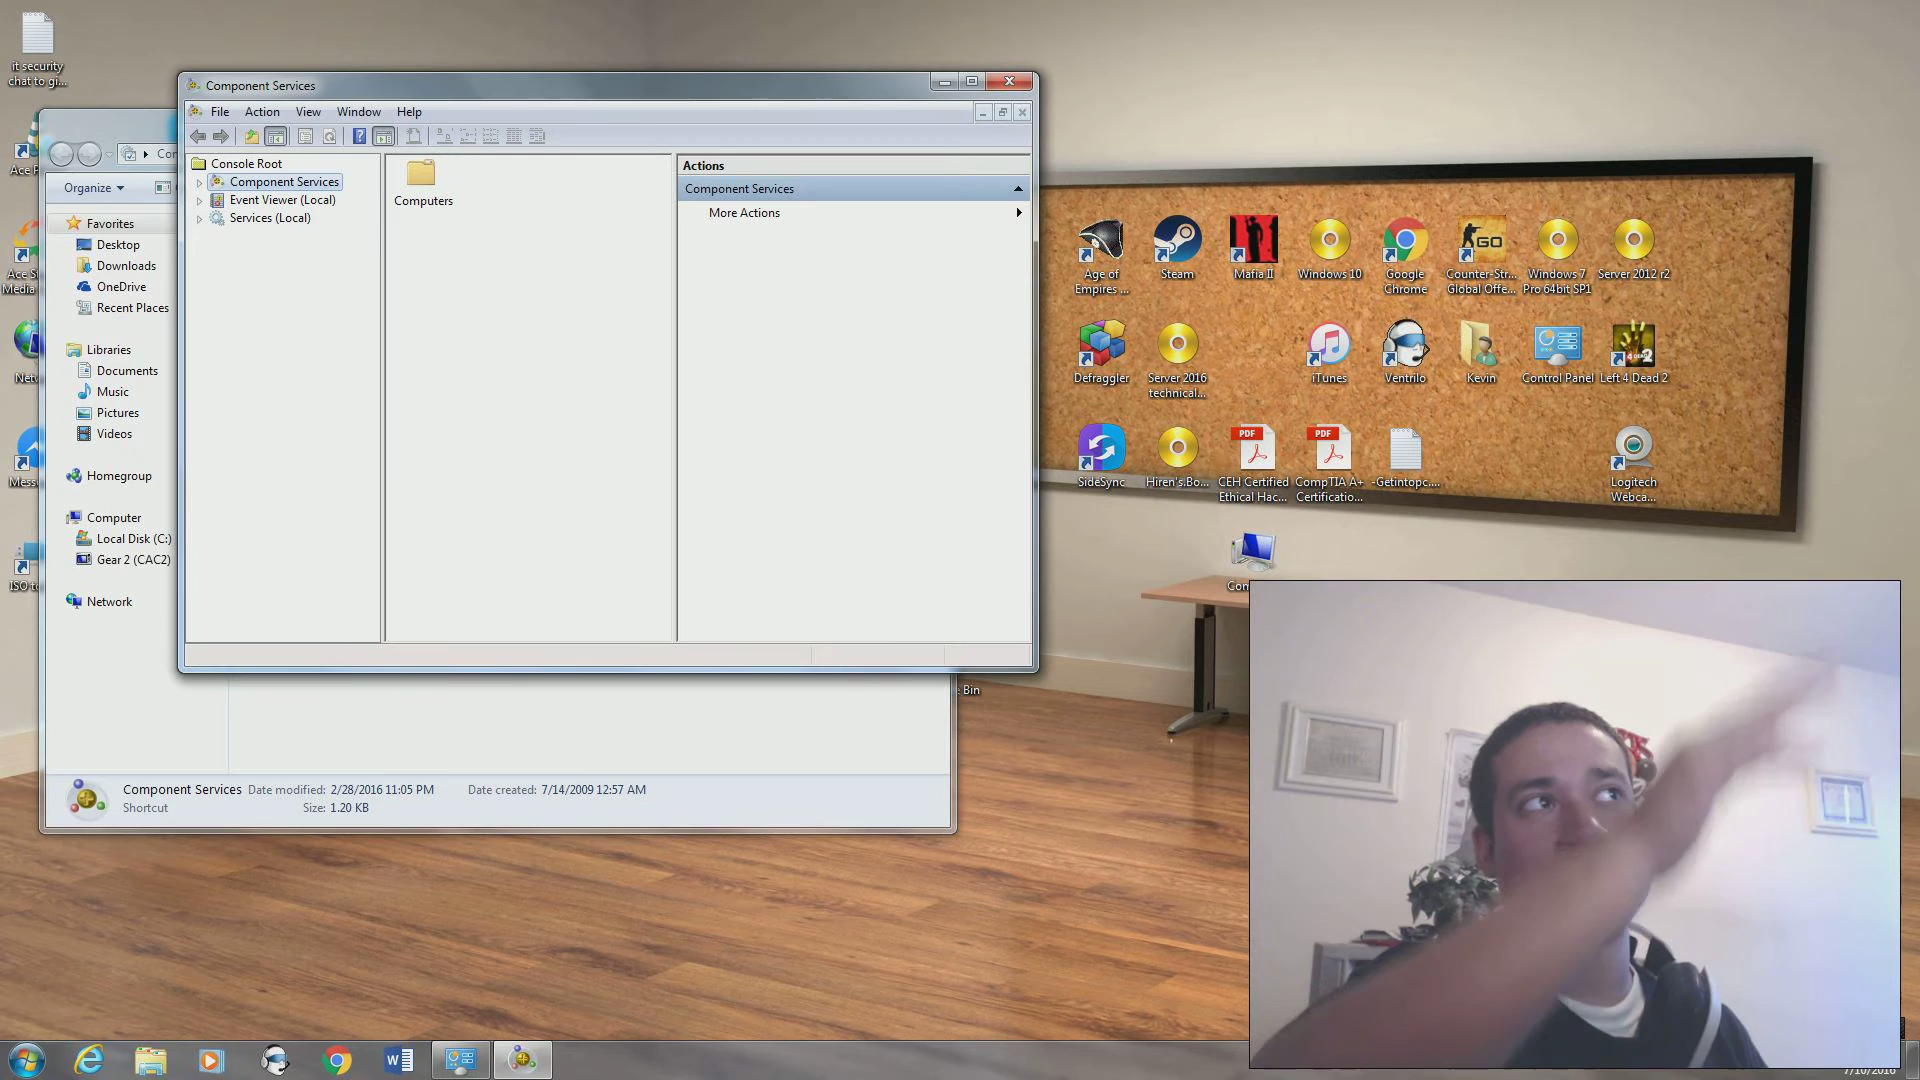 it security
chat to gi...
Component Services
File Action View Window Help
Console Root
Component Services
Event Viewer (Local)
Services (Local)
Computers
Actions
Component Services
More Actions
Organize
Favorites
Desktop
Downloads
OneDrive
Recent Places
Libraries
Documents
Music
Pictures
Videos
Homegroup
Computer
Local Disk (C:)
Gear 2 (CAC2)
Network
Component Services Date modified: 2/28/2016 11:05 PM Date created: 7/14/2009 12:57 AM
Shortcut Size: 1.20 KB
Age of
Empires ...
Steam
Mafia II
Windows 10
Google
Chrome
Counter-Str...
Global Offe...
Windows 7
Pro 64bit SP1
Server 2012 r2
Defraggler
Server 2016
technical...
iTunes
Ventrilo
Kevin
Control Panel
Left 4 Dead 2
SideSync
Hiren's.Bo...
PDF
CEH Certified
Ethical Hac...
PDF
CompTIA A+
Certificatio...
-Getintopc....
Logitech
Webca...
Bin
7/10/2016